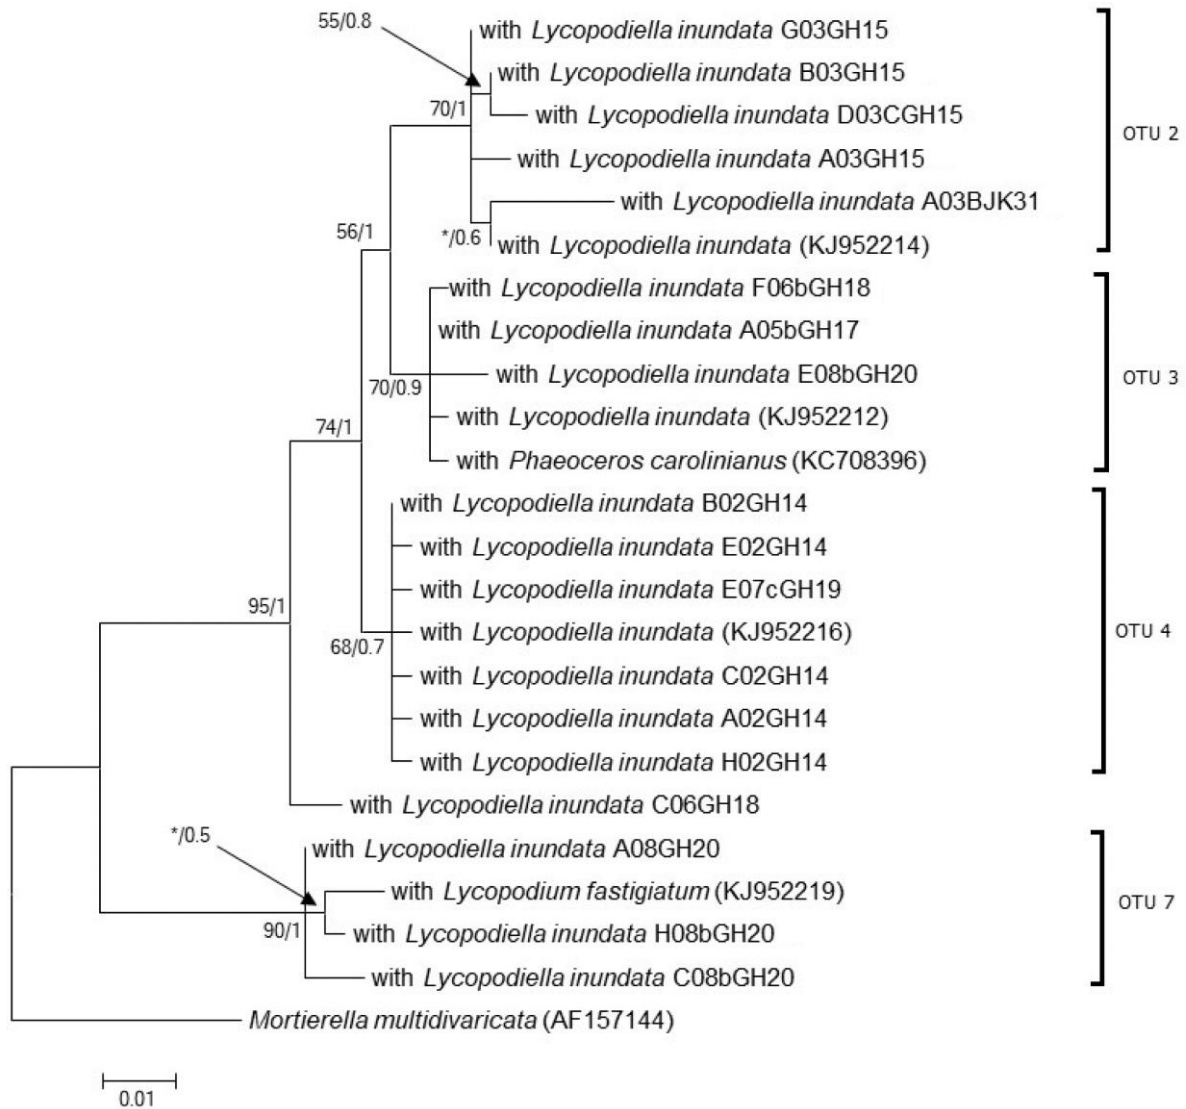 55/0.8
with Lycopodiella inundata G03GH15
with Lycopodiella inundata B03GH15
70/1
with Lycopodiella inundata D03CGH15
OTU 2
with Lycopodiella inundata A03GH15
with Lycopodiella inundata A03BJK31
56/1
*/0.6
with Lycopodiella inundata (KJ952214)
with Lycopodiella inundata F06bGH18
with Lycopodiella inundata A05bGH17
with Lycopodiella inundata E08bGH20
OTU 3
70/0.9
with Lycopodiella inundata (KJ952212)
74/1
with Phaeoceros carolinianus (KC708396)
with Lycopodiella inundata B02GH14
with Lycopodiella inundata E02GH14
with Lycopodiella inundata E07cGH19
95/1
with Lycopodiella inundata (KJ952216)
OTU 4
68/0.7
with Lycopodiella inundata C02GH14
with Lycopodiella inundata A02GH14
with Lycopodiella inundata H02GH14
with Lycopodiella inundata C06GH18
*/0.5
with Lycopodiella inundata A08GH20
with Lycopodium fastigiatum (KJ952219)
OTU 7
90/1
with Lycopodiella inundata H08bGH20
with Lycopodiella inundata C08bGH20
Mortierella multidivaricata (AF157144)
0.01